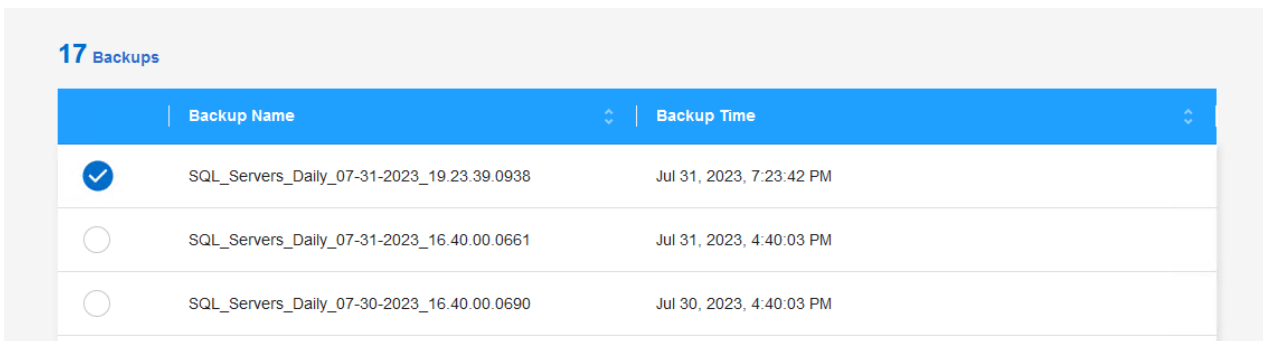 17 Backups
Backup Name Backup Time
SQL_Servers_Daily_07-31-2023_19.23.39.0938 Jul 31, 2023, 7:23:42 PM
SQL_Servers_Daily_07-31-2023_16.40.00.0661 Jul 31, 2023, 4:40:03 PM
SQL_Servers_Daily_07-30-2023_16.40.00.0690 Jul 30, 2023, 4:40:03 PM